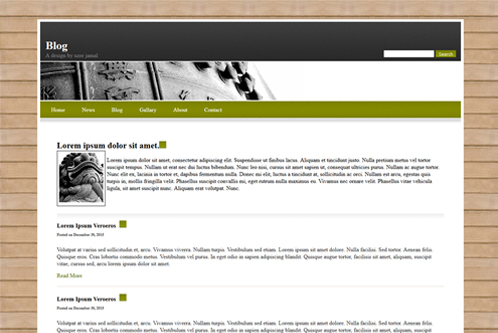 Blog
A design by
Search
Home News Blog Gallary About Contact
Lorem ipsum dolor sit amet.
Lorem ipsum dolor sit amet, consectetur adipiscing elit. Suspendisse ut finibus lacus. Aliquam et tincidunt justo. Nulla pretium metus vel tortor
suscipit tempus. Nullam ut erat nec dui luctus bibendum. Nunc leo nisi, cursus sit amet sapien ut, consequat ultricies purus. Nullam ac augue tortor.
Nunc elit ex, lacinia in tortor et, dapibus fermentum nulla. Donec mi elit, luctus a tincidunt at, sollicitudin ac orci. Nullam est arcu, egestas quis
turpis in, mollis fringilla velit. Phasellus suscipit convallis mi, eget rutrum nulla maximus eu. Vivamus nec ornare velit. Phasellus vitae vehicula
ligula, sit amet suscipit nunc. Aliquam erat volutpat. Nunc.
Lorem Ipsum Verseros
Posted on December 30, 2010
Volutpat at varius sed sollicitudin et, arcu. Vivamus viverra. Nullam turpis. Vestibulum sed etiam. Lorem ipsum sit amet dolore. Nulla facilisi. Sed tortor. Aenean felis.
Quisque eros. Cras lobortis commodo metus. Vestibulum vel purus. In eget odio in sapien adipiscing blandit. Quisque augue tortor, facilisis sit amet, aliquam, suscipit
vitae, cursus sed, arcu lorem ipsum dolor sit amet.
Read More
Lorem Ipsum Verseros
Posted on December 30, 2010
Volutpat at varius sed sollicitudin et, arcu. Vivamus viverra. Nullam turpis. Vestibulum sed etiam. Lorem ipsum sit amet dolore. Nulla facilisi. Sed tortor. Aenean felis.
Quisque eros. Cras lobortis commodo metus. Vestibulum vel purus. In eget odio in sapien adipiscing blandit. Quisque augue tortor, facilisis sit amet, aliquam, suscipit